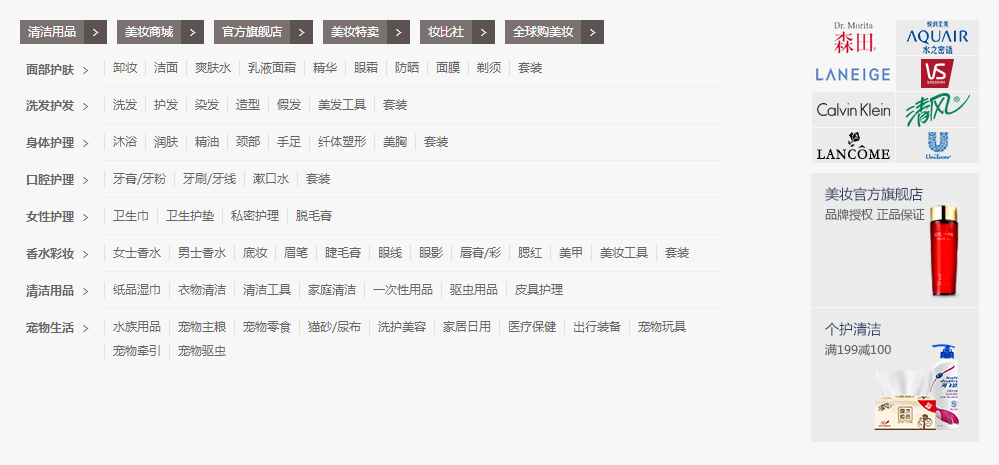 清洁用品 > 美妆商城 > 官方旗舰店 > 美妆特卖 > 妆比社 > 全球购美妆 >
面部护肤 > 卸妆 洁面 爽肤水 乳液面霜 精华 眼霜 防晒 面膜 剃须 套装
洗发护发 > 洗发 护发 染发 造型 假发 美发工具 套装
身体护理 > 沐浴 润肤 精油 颈部 手足 纤体塑形 美胸 套装
口腔护理 > 牙膏/牙粉 牙刷/牙线 漱口水 套装
女性护理 > 卫生巾 卫生护垫 私密护理 脱毛膏
香水彩妆 > 女士香水 男士香水 底妆 眉笔 睫毛膏 眼线 眼影 唇膏/彩 腮红 美甲 美妆工具 套装
清洁用品 > 纸品湿巾 衣物清洁 清洁工具 家庭清洁 一次性用品 驱虫用品 皮具护理
宠物生活 > 水族用品 宠物主粮 宠物零食 猫砂/尿布 洗护美容 家居日用 医疗保健 出行装备 宠物玩具
宠物牵引 宠物驱虫
Dr. Morita
森田
AQUAIR
水之密语
LANEIGE
VS
SASSOON
Calvin Klein
清风
LANCÔME
Unilever
美妆官方旗舰店
品牌授权 正品保证
个护清洁
满199减100